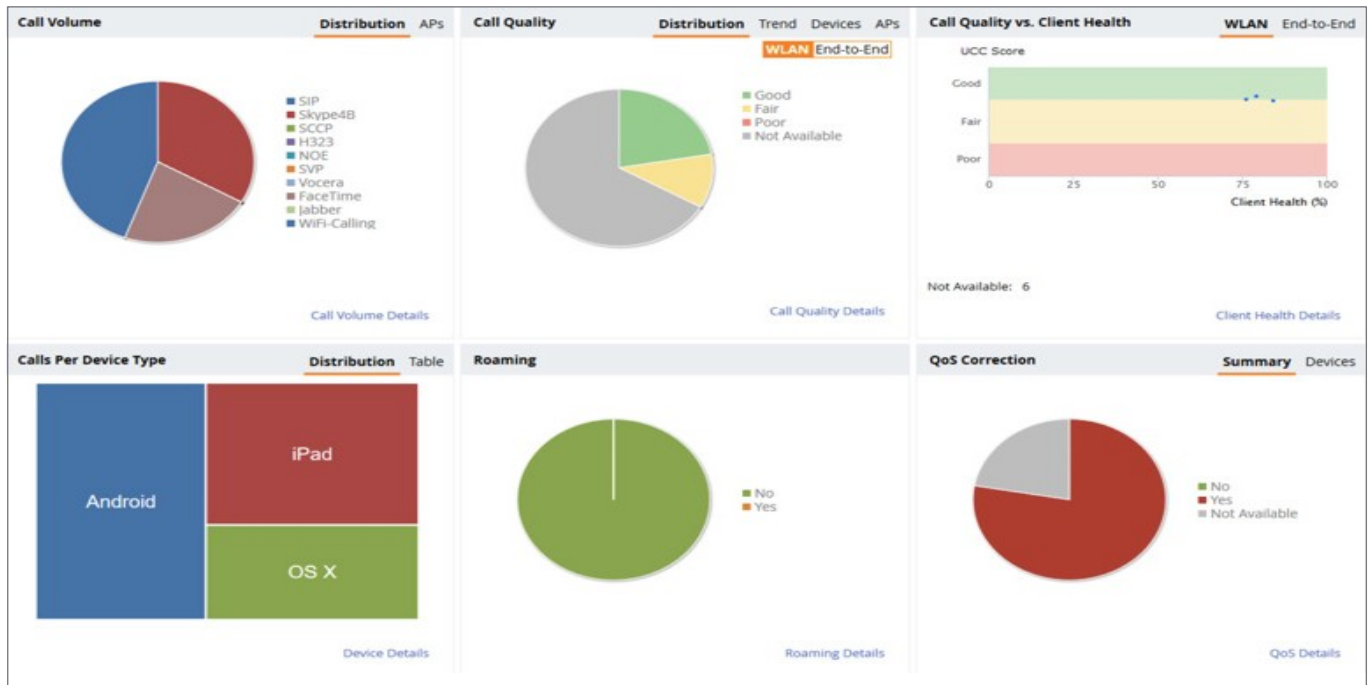 Call Volume
Distribution APs
SIP
Skype4B
SCCP
H323
NOE
SVP
Vocera
FaceTime
Jabber
WiFi-Calling
Call Volume Details
Call Quality
Distribution Trend Devices APs
WLAN End-to-End
Good
Fair
Poor
Not Available
Call Quality Details
Call Quality vs. Client Health
WLAN End-to-End
UCC Score
Good
Fair
Poor
0 25 50 75 100
Client Health (%)
Not Available: 6
Client Health Details
Calls Per Device Type
Distribution Table
Android
iPad
OS X
Device Details
Roaming
No
Yes
Roaming Details
QoS Correction
Summary Devices
No
Yes
Not Available
QoS Details